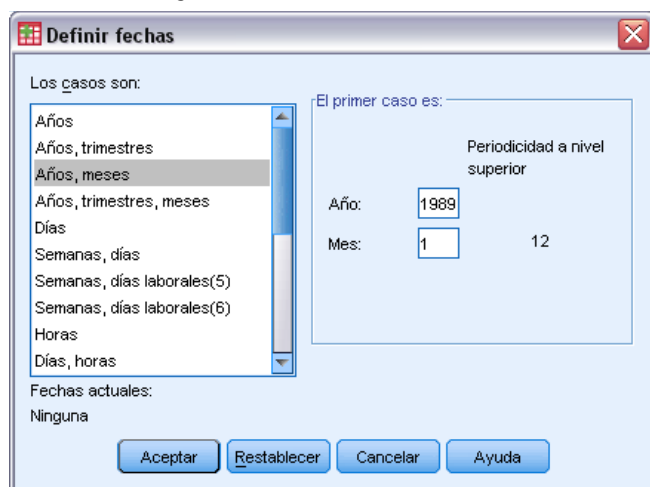 Definir fechas
Los casos son:
Años
Años, trimestres
Años, meses
Años, trimestres, meses
Días
Semanas, días
Semanas, días laborales(5)
Semanas, días laborales(6)
Horas
Días, horas
Fechas actuales:
Ninguna
El primer caso es:
Periodicidad a nivel
superior
Año: 1989
Mes: 1 12
Aceptar Restablecer Cancelar Ayuda